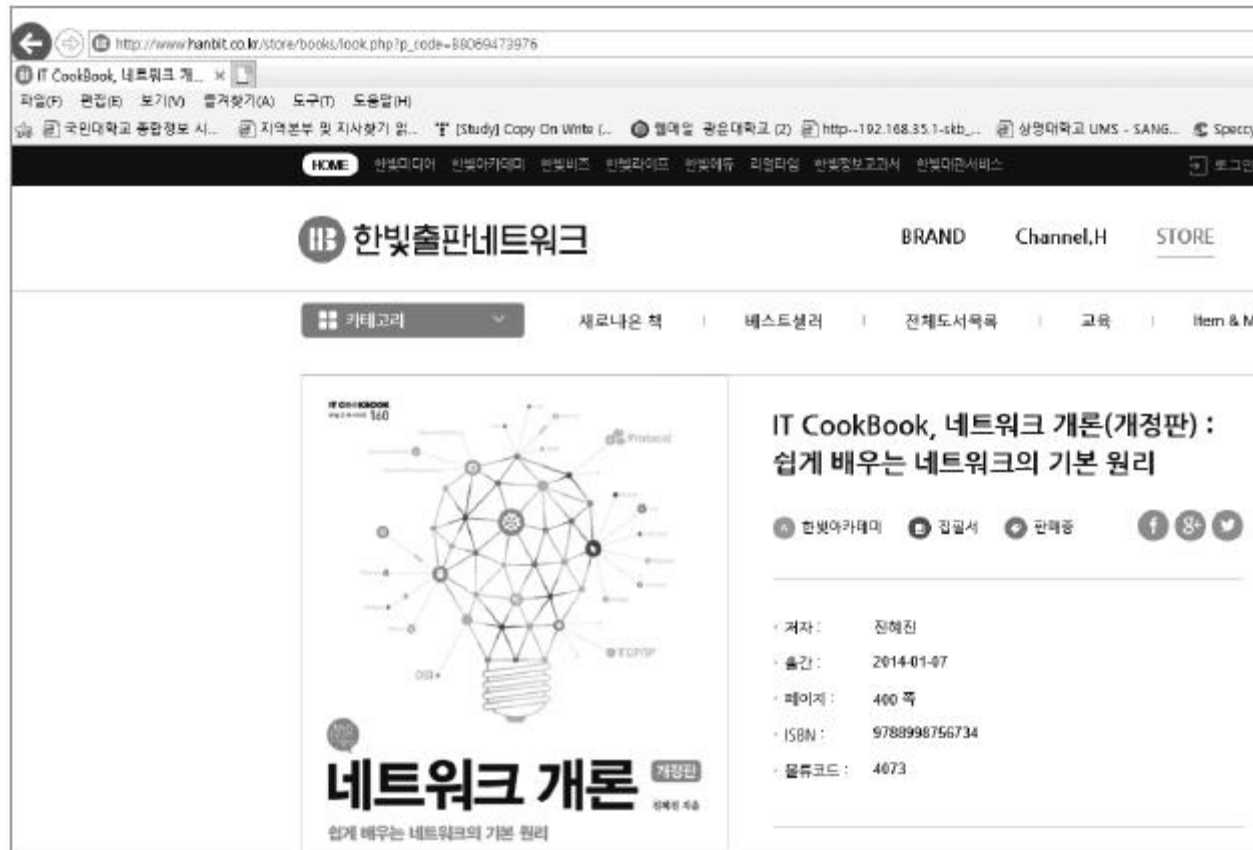 http://www.hanbit.co.kr/store/books/look.php?p_code=B8069473976
IT CookBook, 네트워크 개...
파일(F) 편집(E) 보기(V) 즐겨찾기(A) 도구(T) 도움말(H)
국민대학교 종합정보 시... 지역본부 및 지사찾기 읽... [Study] Copy On Write (... 웹메일 광운대학교 (2) http--192.168.35.1-skb_... 상명대학교 UMS - SANG... Speccy
HOME 한빛미디어 한빛아카데미 한빛비즈 한빛라이프 한빛에듀 리얼타임 한빛정보교과서 한빛대관서비스 로그인
한빛출판네트워크
BRAND Channel.H STORE
카테고리 새로나온 책 베스트셀러 전체도서목록 교육 Item & M
IT COOKBOOK
160
Protocol
TCP/IP
OSI
네트워크 개론 개정판
진혜진 지음
쉽게 배우는 네트워크의 기본 원리
IT CookBook, 네트워크 개론(개정판) :
쉽게 배우는 네트워크의 기본 원리
한빛아카데미 집필서 판매중
저자 : 진혜진
출간 : 2014-01-07
페이지 : 400 쪽
ISBN : 9788998756734
물류코드 : 4073